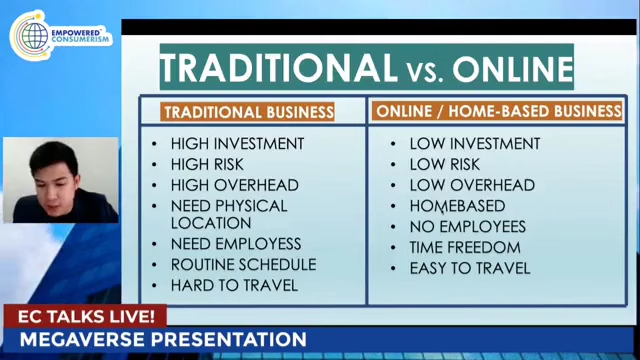 EMPOWERED
CONSUMERISM
TRADITIONAL VS. ONLINE
TRADITIONAL BUSINESS
• HIGH INVESTMENT
• HIGH RISK
• HIGH OVERHEAD
• NEED PHYSICAL
LOCATION
• NEED EMPLOYESS
• ROUTINE SCHEDULE
• HARD TO TRAVEL
ONLINE / HOME-BASED BUSINESS
• LOW INVESTMENT
• LOW RISK
• LOW OVERHEAD
• HOMEBASED
• NO EMPLOYEES
• TIME FREEDOM
• EASY TO TRAVEL
EC TALKS LIVE!
MEGAVERSE PRESENTATION